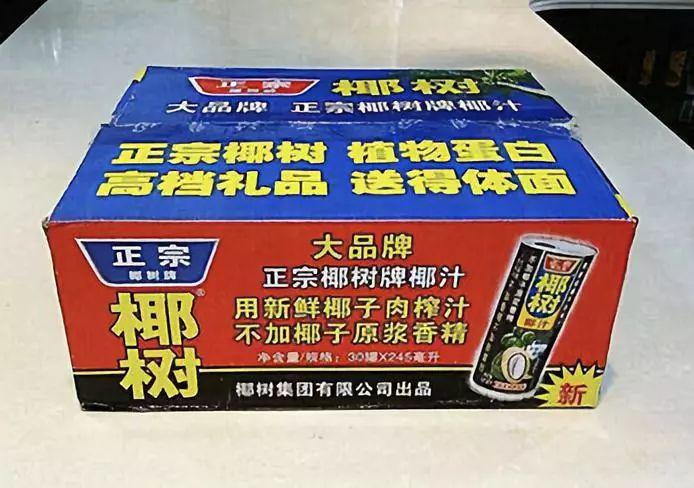 正宗
椰树
大品牌 正宗椰树牌椰汁
正宗椰树 植物蛋白
高档礼品 送得体面
正宗
椰树牌
椰树®
大品牌
正宗椰树牌椰汁
用新鲜椰子肉榨汁
不加椰子原浆香精
净含量/规格：30罐X245毫升
椰树集团有限公司出品
正宗
椰树
椰汁
新